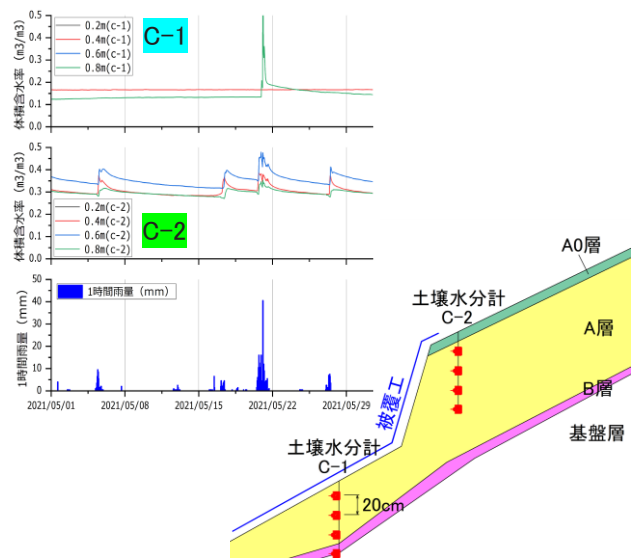 0.5
0.4
0.3
0.2
0.1
0.0
体積含水率 (m3/m3)
0.2m(c-1)
0.4m(c-1)
0.6m(c-1)
0.8m(c-1)
C-1
0.5
0.4
0.3
0.2
0.1
0.0
体積含水率 (m3/m3)
0.2m(c-2)
0.4m(c-2)
0.6m(c-2)
0.8m(c-2)
C-2
50
40
30
20
10
0
1時間雨量 (mm)
1時間雨量 (mm)
2021/05/01
2021/05/08
2021/05/15
2021/05/22
2021/05/29
A0層
土壌水分計
C-2
A層
B層
被覆工
基盤層
土壌水分計
C-1
20cm